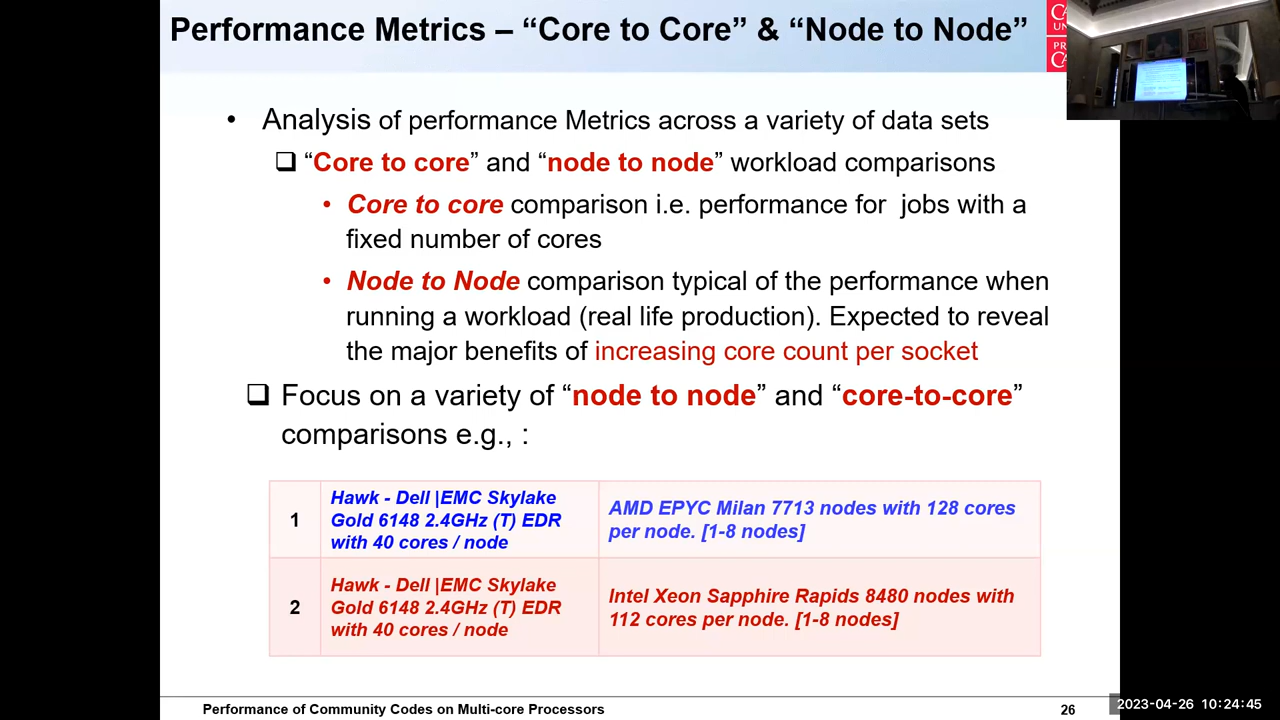 Performance Metrics – “Core to Core” & “Node to Node”
• Analysis of performance Metrics across a variety of data sets
❑ “Core to core” and “node to node” workload comparisons
• Core to core comparison i.e. performance for jobs with a
fixed number of cores
• Node to Node comparison typical of the performance when
running a workload (real life production). Expected to reveal
the major benefits of increasing core count per socket
❑ Focus on a variety of “node to node” and “core-to-core”
comparisons e.g., :
1
Hawk - Dell |EMC Skylake
Gold 6148 2.4GHz (T) EDR
with 40 cores / node
AMD EPYC Milan 7713 nodes with 128 cores
per node. [1-8 nodes]
2
Hawk - Dell |EMC Skylake
Gold 6148 2.4GHz (T) EDR
with 40 cores / node
Intel Xeon Sapphire Rapids 8480 nodes with
112 cores per node. [1-8 nodes]
Performance of Community Codes on Multi-core Processors
26
2023-04-26 10:24:45